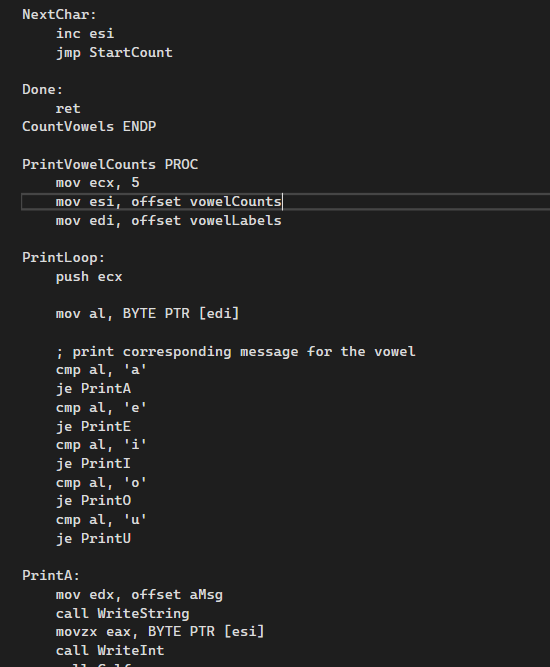 NextChar:
    inc esi
    jmp StartCount

Done:
    ret
CountVowels ENDP

PrintVowelCounts PROC
    mov ecx, 5
    mov esi, offset vowelCounts
    mov edi, offset vowelLabels

PrintLoop:
    push ecx

    mov al, BYTE PTR [edi]

    ; print corresponding message for the vowel
    cmp al, 'a'
    je PrintA
    cmp al, 'e'
    je PrintE
    cmp al, 'i'
    je PrintI
    cmp al, 'o'
    je PrintO
    cmp al, 'u'
    je PrintU

PrintA:
    mov edx, offset aMsg
    call WriteString
    movzx eax, BYTE PTR [esi]
    call WriteInt